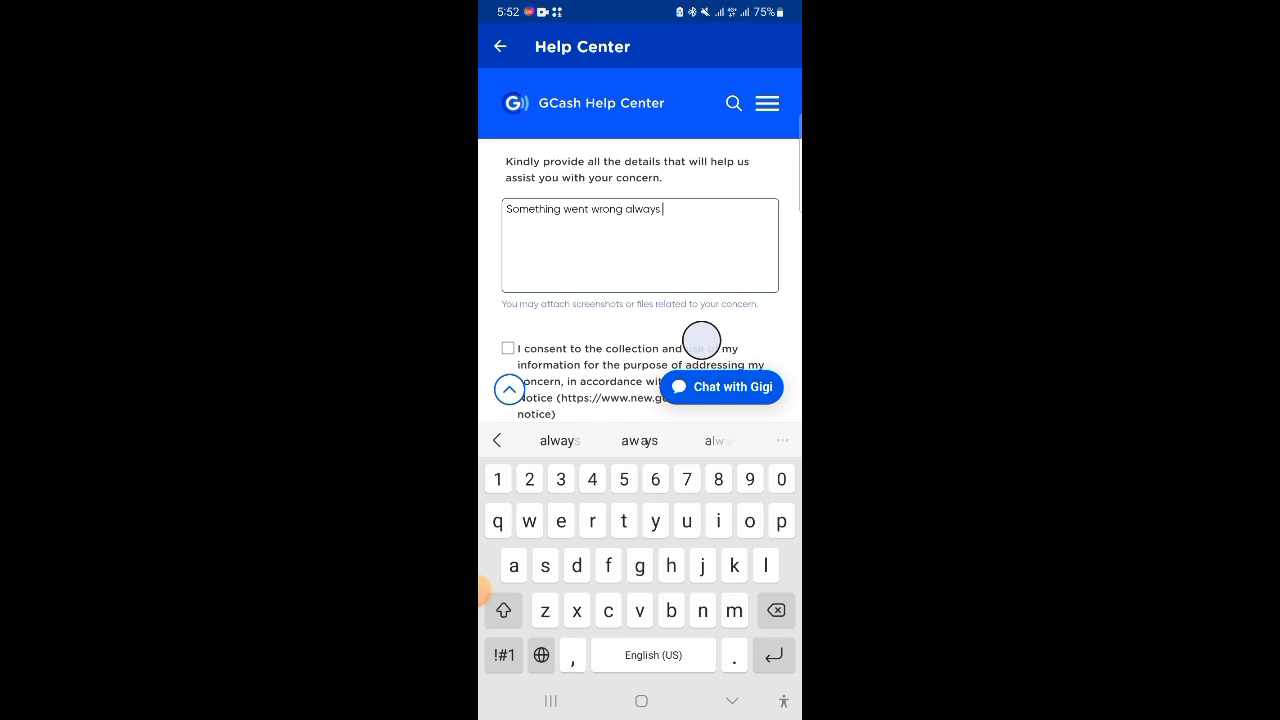 5:52
75%
Help Center
GCash Help Center
Kindly provide all the details that will help us
assist you with your concern.
Something went wrong always
You may attach screenshots or files related to your concern.
I consent to the collection and use of my
information for the purpose of addressing my
concern, in accordance wi
Notice (https://www.new.g
notice)
Chat with Gigi
always aways alwa
1 2 3 4 5 6 7 8 9 0
q w e r t y u i o p
a s d f g h j k l
z x c v b n m
!#1 , English (US) .